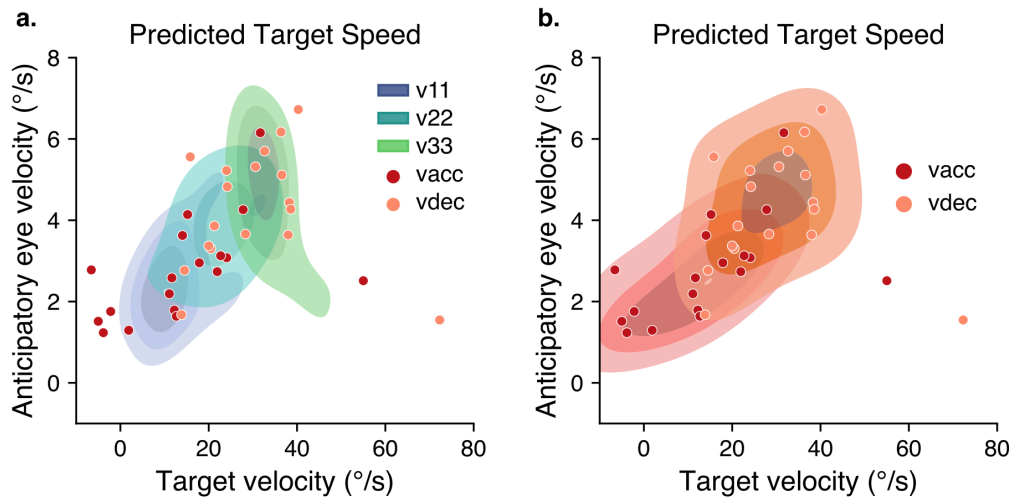 a.
Predicted Target Speed
Anticipatory eye velocity (°/s)
8
6
4
2
0
0 20 40 60 80
Target velocity (°/s)
v11
v22
v33
vacc
vdec
b.
Predicted Target Speed
Anticipatory eye velocity (°/s)
8
6
4
2
0
0 20 40 60 80
Target velocity (°/s)
vacc
vdec